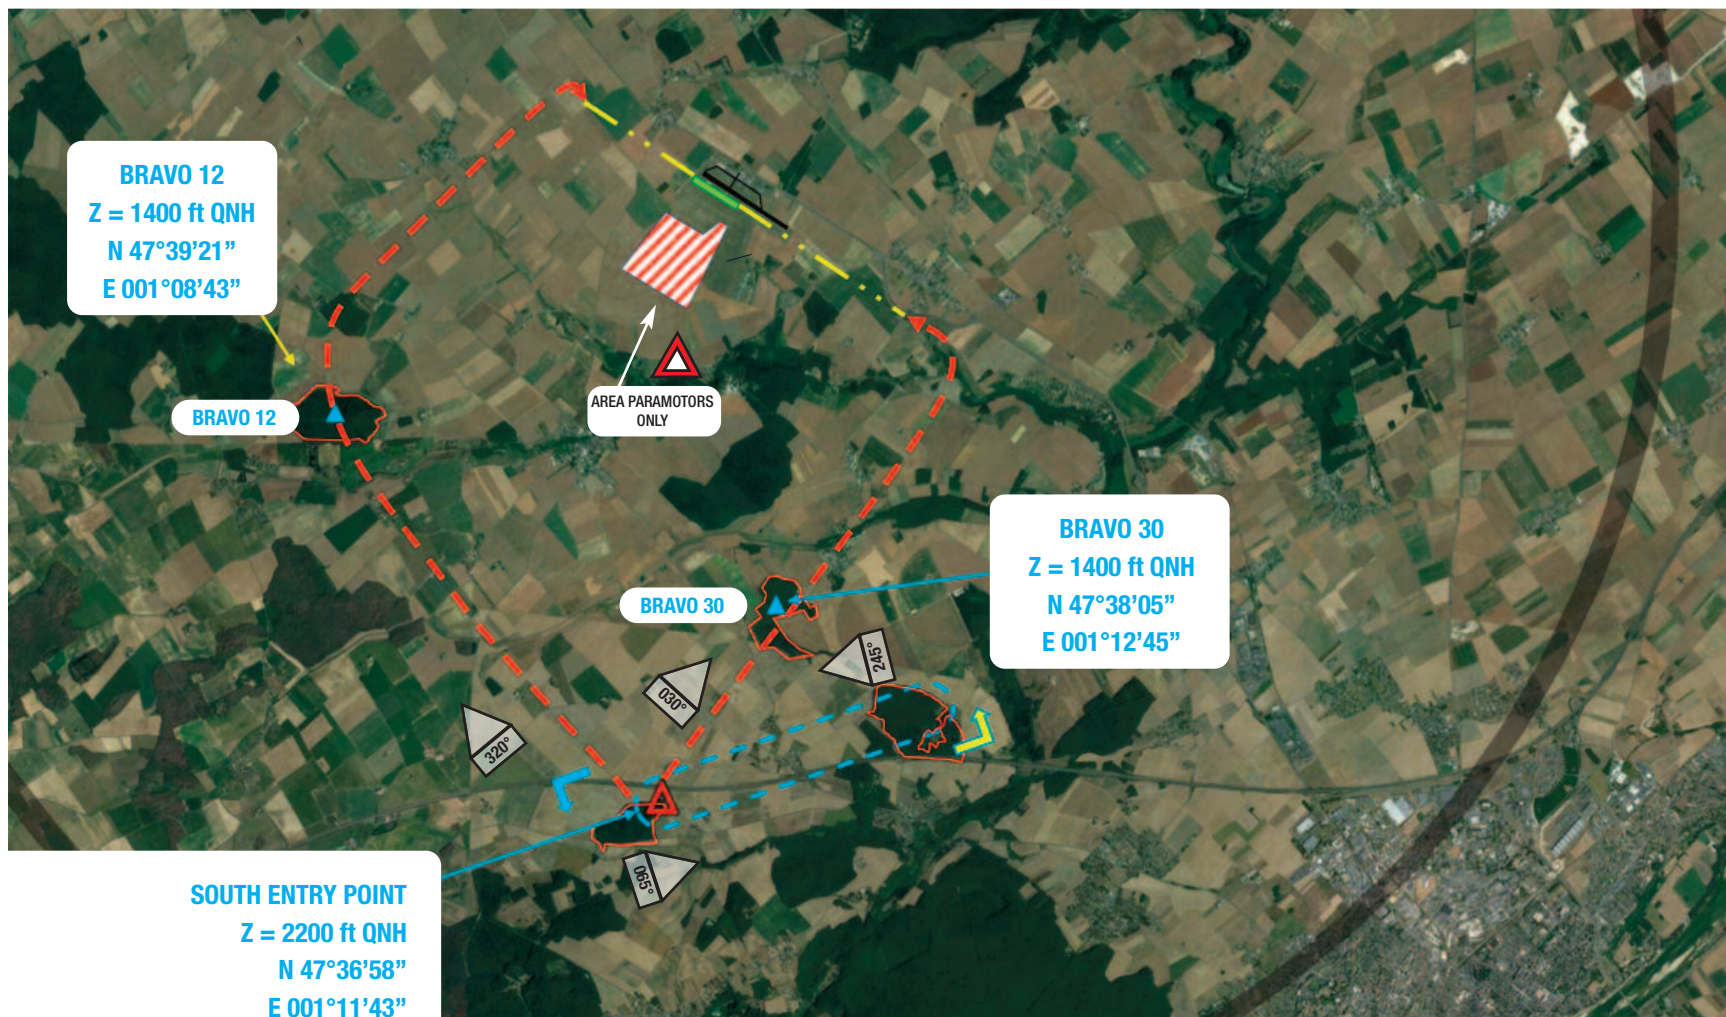 BRAVO 12
Z = 1400 ft QNH
N 47°39’21”
E 001°08’43”
BRAVO 12
AREA PARAMOTORS
ONLY
BRAVO 30
Z = 1400 ft QNH
N 47°38’05”
E 001°12’45”
BRAVO 30
245°
030°
320°
065°
SOUTH ENTRY POINT
Z = 2200 ft QNH
N 47°36’58”
E 001°11’43”